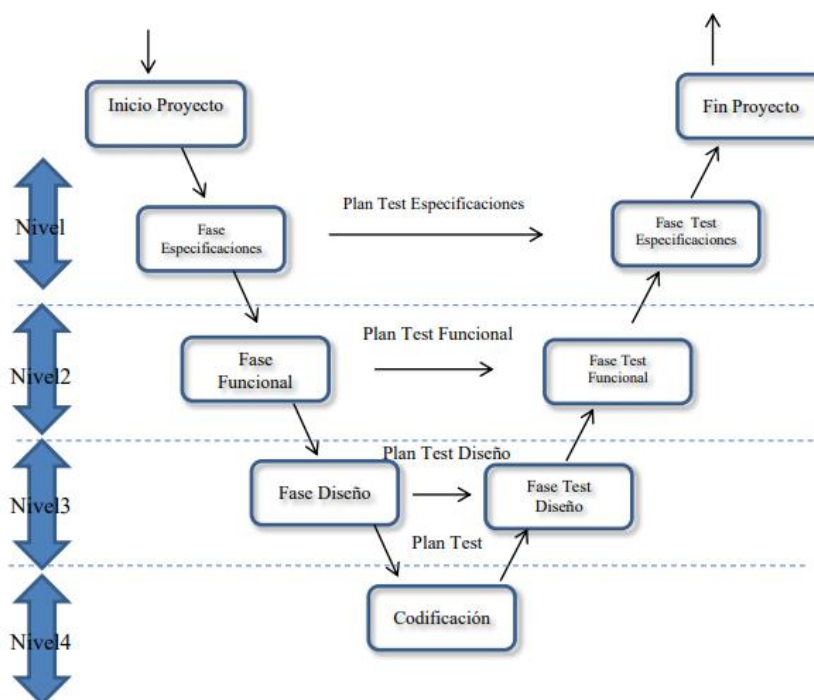 Inicio Proyecto
Fin Proyecto
Nivel
Fase
Especificaciones
Plan Test Especificaciones
Fase Test
Especificaciones
Nivel2
Fase
Funcional
Plan Test Funcional
Fase Test
Funcional
Nivel3
Fase Diseño
Plan Test Diseño
Fase Test
Diseño
Plan Test
Nivel4
Codificación